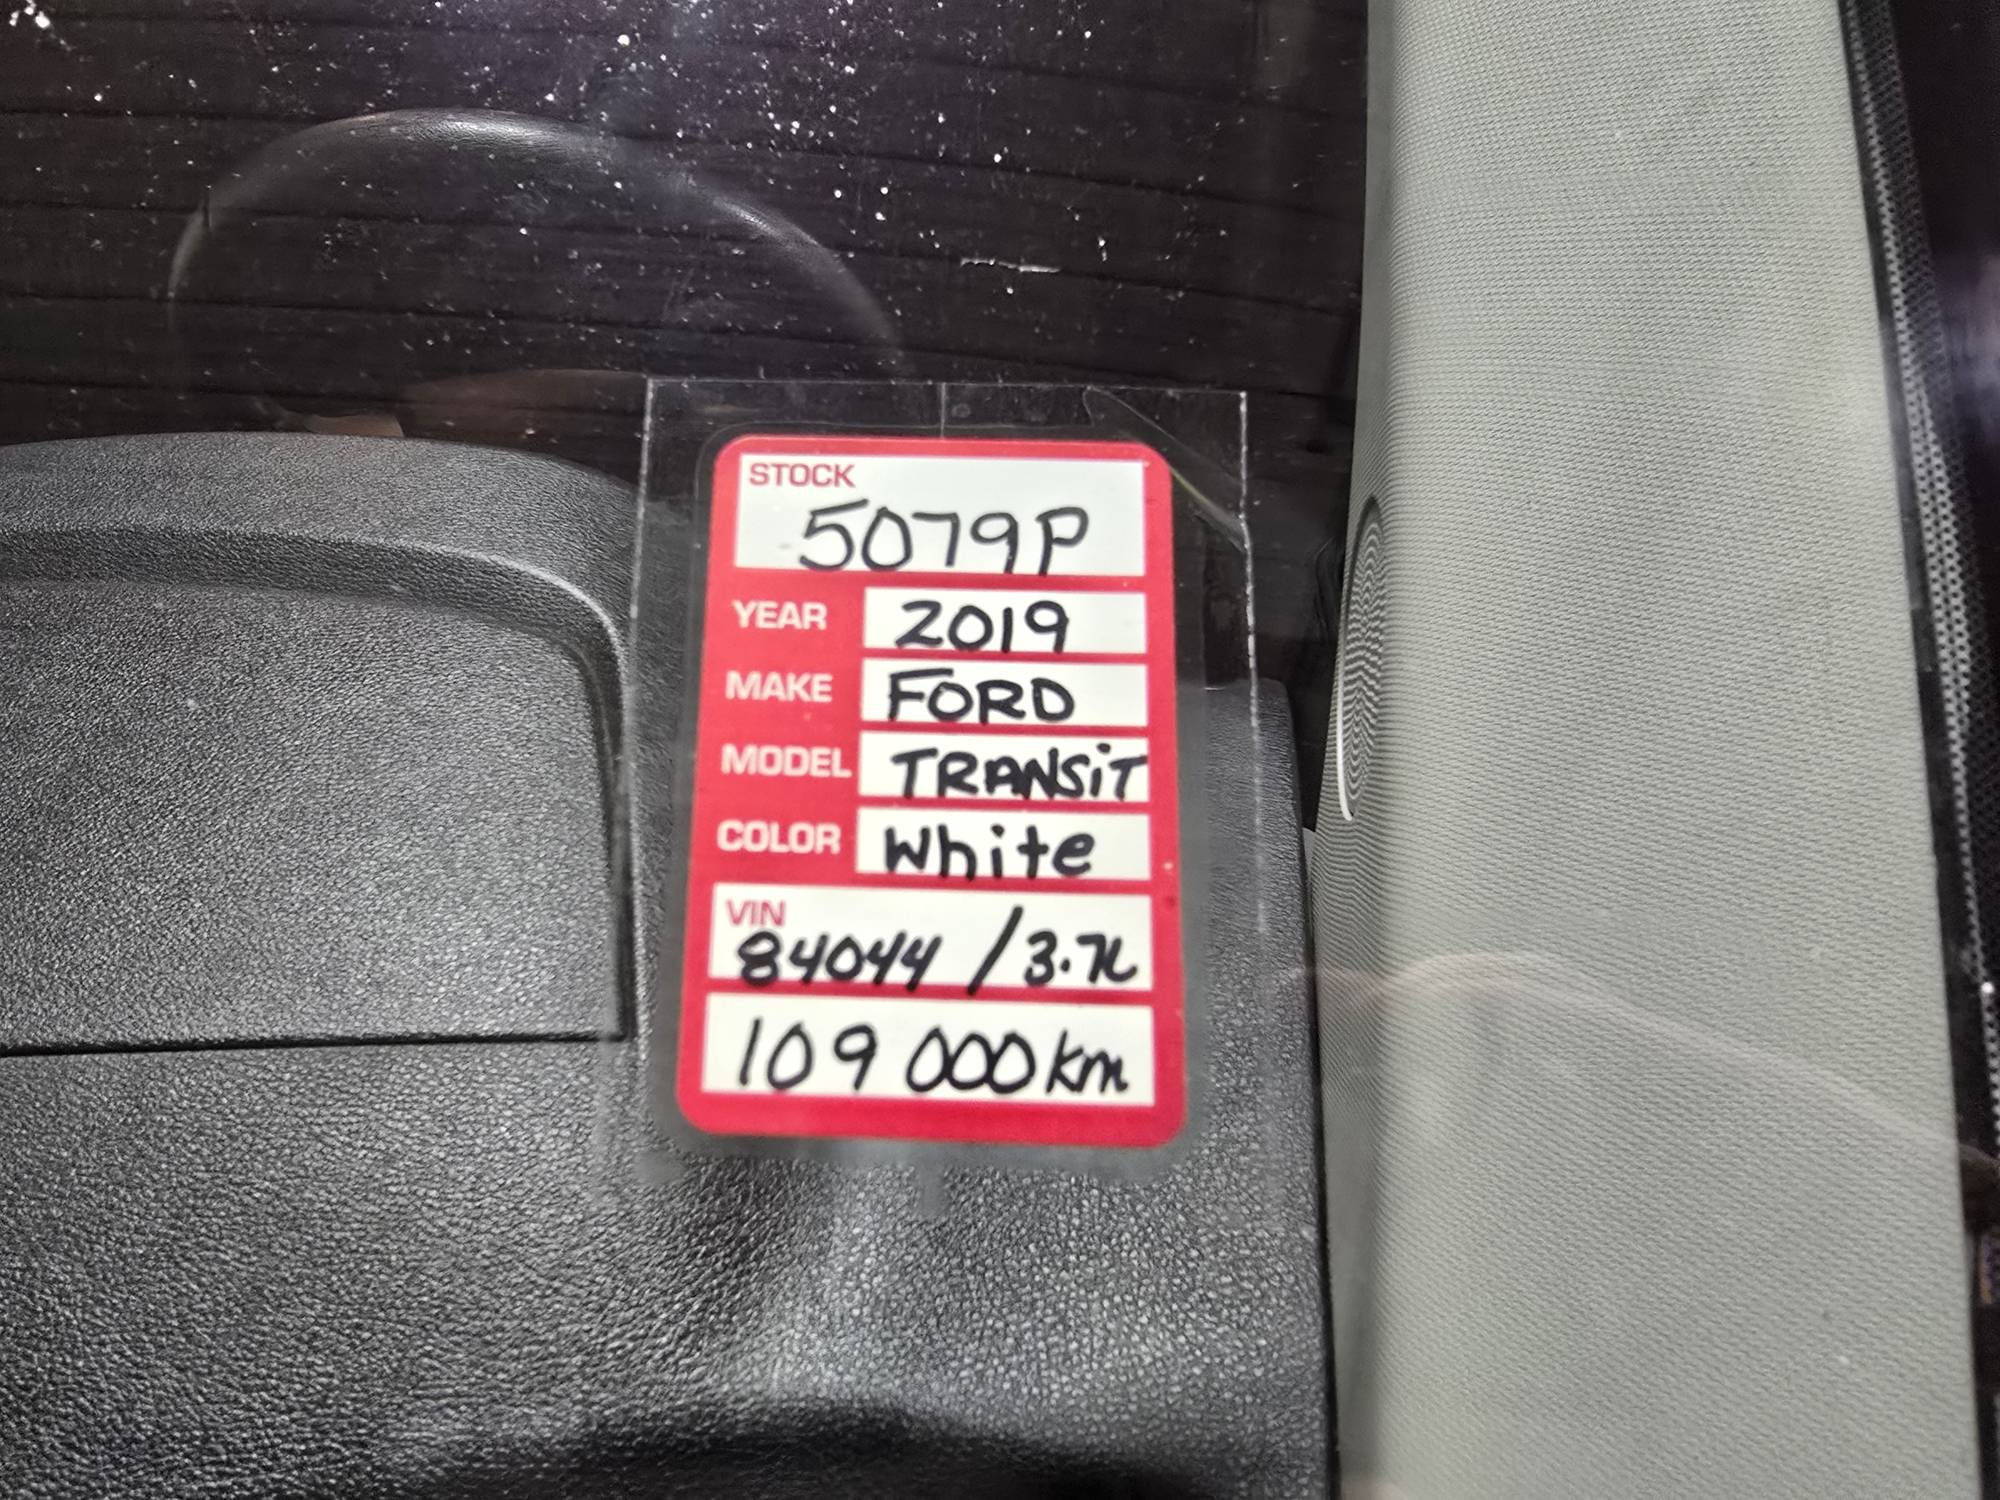 STOCK
5079P
YEAR 2019
MAKE FORD
MODEL TRANSiT
COLOR White
VIN
84044 / 3.7L
109 000 km